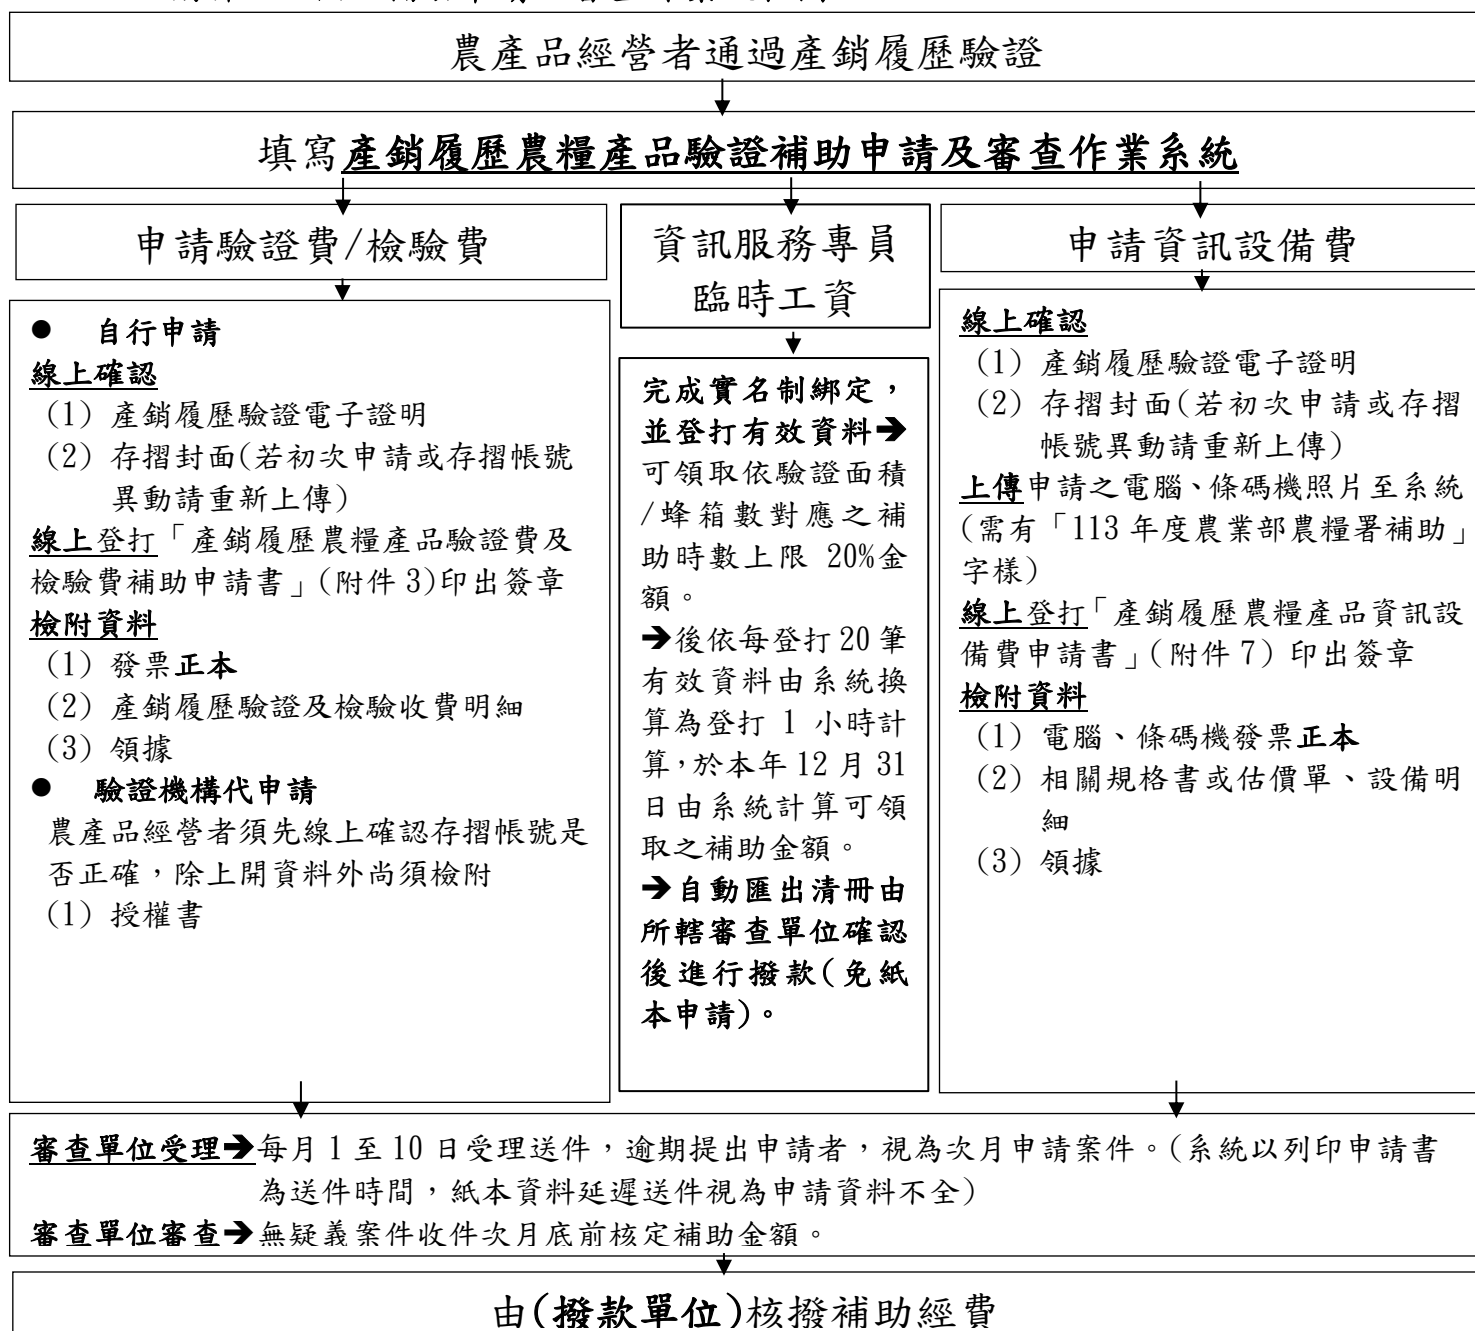 農產品經營者通過產銷履歷驗證
填寫產銷履歷農糧產品驗證補助申請及審查作業系統
申請驗證費/檢驗費
● 自行申請
線上確認
(1) 產銷履歷驗證電子證明
(2) 存摺封面(若初次申請或存摺帳號
異動請重新上傳)
線上登打「產銷履歷農糧產品驗證費及
檢驗費補助申請書」(附件 3)印出簽章
檢附資料
(1) 發票正本
(2) 產銷履歷驗證及檢驗收費明細
(3) 領據
● 驗證機構代申請
農產品經營者須先線上確認存摺帳號是
否正確，除上開資料外尚須檢附
(1) 授權書
資訊服務專員
臨時工資
完成實名制綁定，
並登打有效資料➔
可領取依驗證面積
/蜂箱數對應之補
助時數上限 20%金
額。
➔後依每登打 20 筆
有效資料由系統換
算為登打 1 小時計
算，於本年 12 月 31
日由系統計算可領
取之補助金額。
➔自動匯出清冊由
所轄審查單位確認
後進行撥款(免紙
本申請)。
申請資訊設備費
線上確認
(1) 產銷履歷驗證電子證明
(2) 存摺封面(若初次申請或存摺
帳號異動請重新上傳)
上傳申請之電腦、條碼機照片至系統
(需有「113 年度農業部農糧署補助」
字樣)
線上登打「產銷履歷農糧產品資訊設
備費申請書」(附件 7) 印出簽章
檢附資料
(1) 電腦、條碼機發票正本
(2) 相關規格書或估價單、設備明
細
(3) 領據
審查單位受理➔每月 1 至 10 日受理送件，逾期提出申請者，視為次月申請案件。(系統以列印申請書
為送件時間，紙本資料延遲送件視為申請資料不全)
審查單位審查➔無疑義案件收件次月底前核定補助金額。
由(撥款單位)核撥補助經費